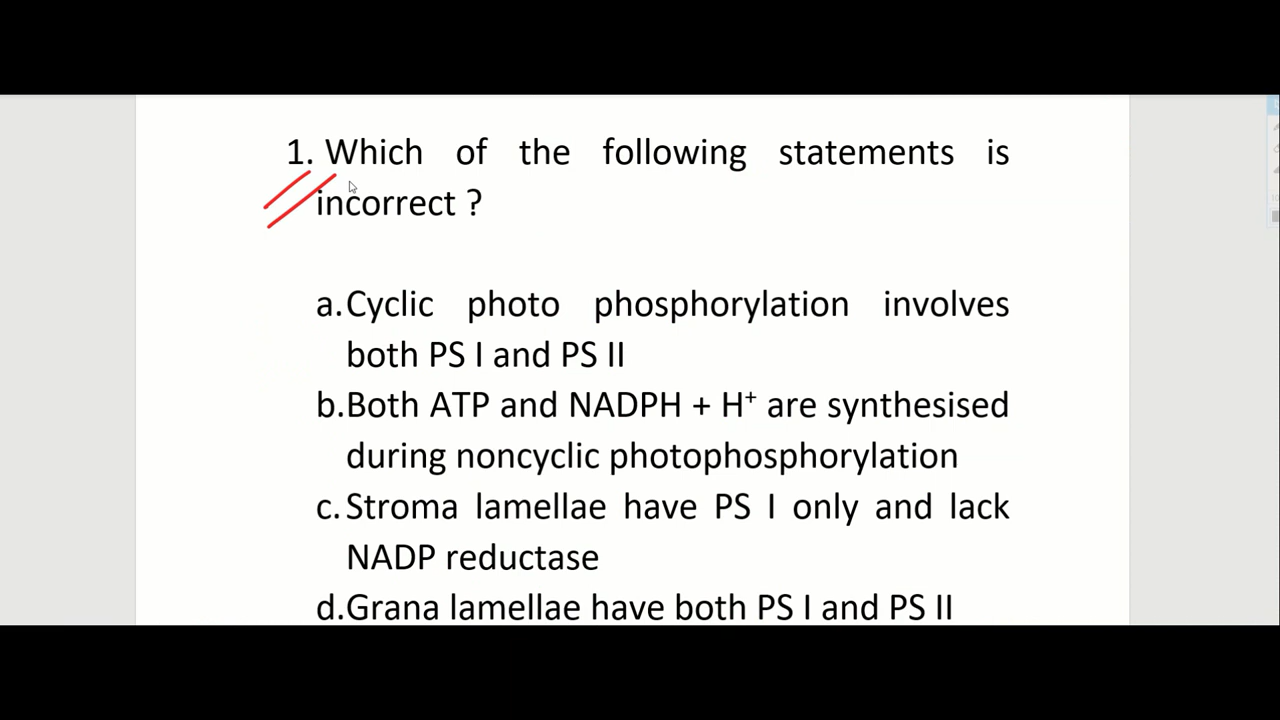 1. Which of the following statements is
incorrect ?
a. Cyclic photo phosphorylation involves
both PS I and PS II
b. Both ATP and NADPH + H⁺ are synthesised
during noncyclic photophosphorylation
c. Stroma lamellae have PS I only and lack
NADP reductase
d. Grana lamellae have both PS I and PS II